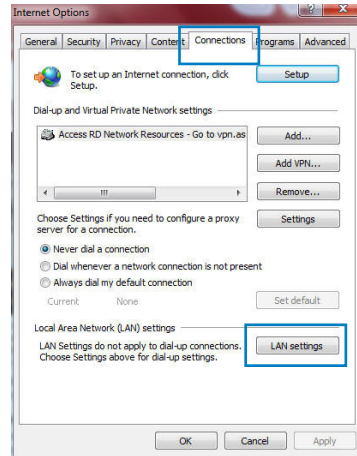 Internet Options
General Security Privacy Content Connections Programs Advanced
To set up an Internet connection, click
Setup.
Setup
Dial-up and Virtual Private Network settings
Access RD Network Resources - Go to vpn.as
Add...
Add VPN...
Remove...
Choose Settings if you need to configure a proxy
server for a connection.
Settings
Never dial a connection
Dial whenever a network connection is not present
Always dial my default connection
Current None
Set default
Local Area Network (LAN) settings
LAN Settings do not apply to dial-up connections.
Choose Settings above for dial-up settings.
LAN settings
OK Cancel Apply